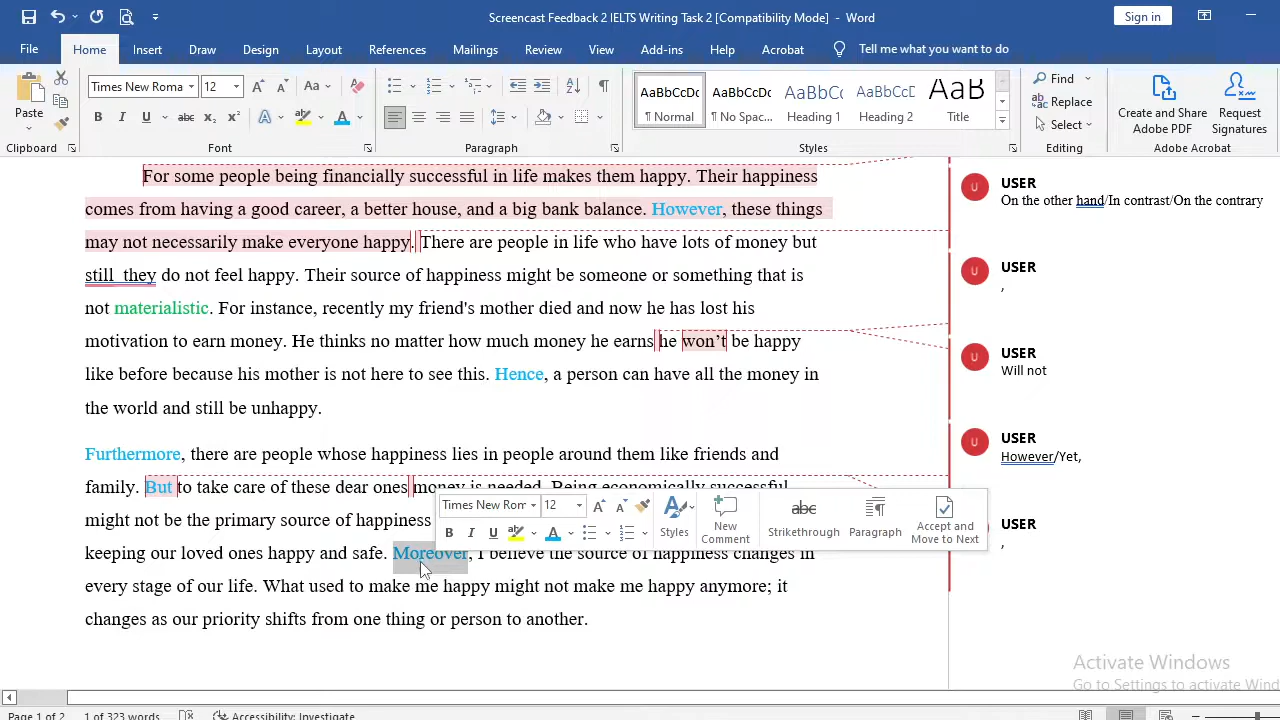 Screencast Feedback 2 IELTS Writing Task 2 [Compatibility Mode] - Word
Sign in
File Home Insert Draw Design Layout References Mailings Review View Add-ins Help Acrobat Tell me what you want to do
Times New Roma 12 Aa
Paste
B I U abc x₂ x² A A
AaBbCcDc AaBbCcDc AaBbCc AaBbCcD AaB
¶ Normal ¶ No Spac... Heading 1 Heading 2 Title
Find
Replace
Select
Create and Share Adobe PDF
Request Signatures
Clipboard Font Paragraph Styles Editing Adobe Acrobat
For some people being financially successful in life makes them happy. Their happiness
comes from having a good career, a better house, and a big bank balance. However, these things
may not necessarily make everyone happy. There are people in life who have lots of money but
still they do not feel happy. Their source of happiness might be someone or something that is
not materialistic. For instance, recently my friend's mother died and now he has lost his
motivation to earn money. He thinks no matter how much money he earns he won't be happy
like before because his mother is not here to see this. Hence, a person can have all the money in
the world and still be unhappy.
Furthermore, there are people whose happiness lies in people around them like friends and
family. But to take care of these dear ones money is needed. Being economically successful
might not be the primary source of happiness
keeping our loved ones happy and safe. Moreover, I believe the source of happiness changes in
every stage of our life. What used to make me happy might not make me happy anymore; it
changes as our priority shifts from one thing or person to another.
Times New Rom 12
B I A
Styles
New Comment
abc
Strikethrough
Paragraph
Accept and Move to Next
U
USER
On the other hand/In contrast/On the contrary
U
USER
,
U
USER
Will not
U
USER
However/Yet,
USER
,
Activate Windows
Go to Settings to activate Wind
Page 1 of 2 1 of 323 words Accessibility: Investigate